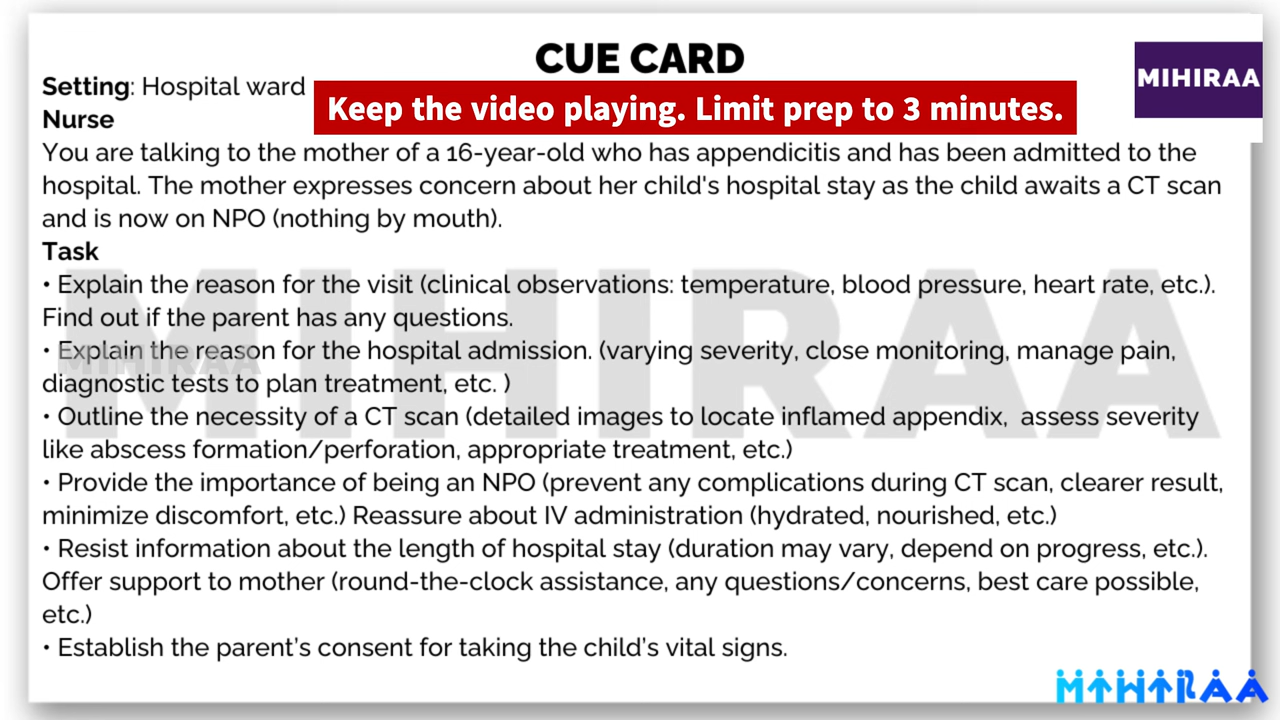 CUE CARD
MIHIRAA
Setting: Hospital ward
Keep the video playing. Limit prep to 3 minutes.
Nurse
You are talking to the mother of a 16-year-old who has appendicitis and has been admitted to the
hospital. The mother expresses concern about her child's hospital stay as the child awaits a CT scan
and is now on NPO (nothing by mouth).
Task
• Explain the reason for the visit (clinical observations: temperature, blood pressure, heart rate, etc.).
Find out if the parent has any questions.
• Explain the reason for the hospital admission. (varying severity, close monitoring, manage pain,
diagnostic tests to plan treatment, etc. )
• Outline the necessity of a CT scan (detailed images to locate inflamed appendix,  assess severity
like abscess formation/perforation, appropriate treatment, etc.)
• Provide the importance of being an NPO (prevent any complications during CT scan, clearer result,
minimize discomfort, etc.) Reassure about IV administration (hydrated, nourished, etc.)
• Resist information about the length of hospital stay (duration may vary, depend on progress, etc.).
Offer support to mother (round-the-clock assistance, any questions/concerns, best care possible,
etc.)
• Establish the parent's consent for taking the child's vital signs.
MIHIRAA
MIHIRAA
MIHIRAA